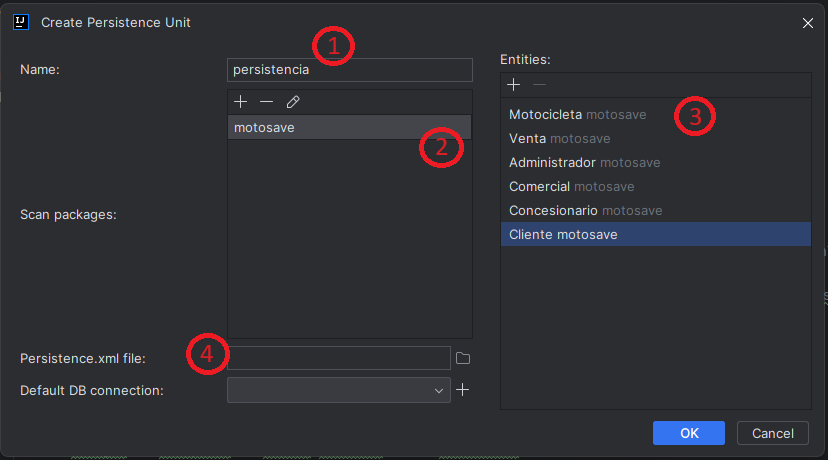 Create Persistence Unit
1
Name:
persistencia
motosave
2
Scan packages:
Persistence.xml file:
4
Default DB connection:
Entities:
Motocicleta motosave
3
Venta motosave
Administrador motosave
Comercial motosave
Concesionario motosave
Cliente motosave
OK
Cancel